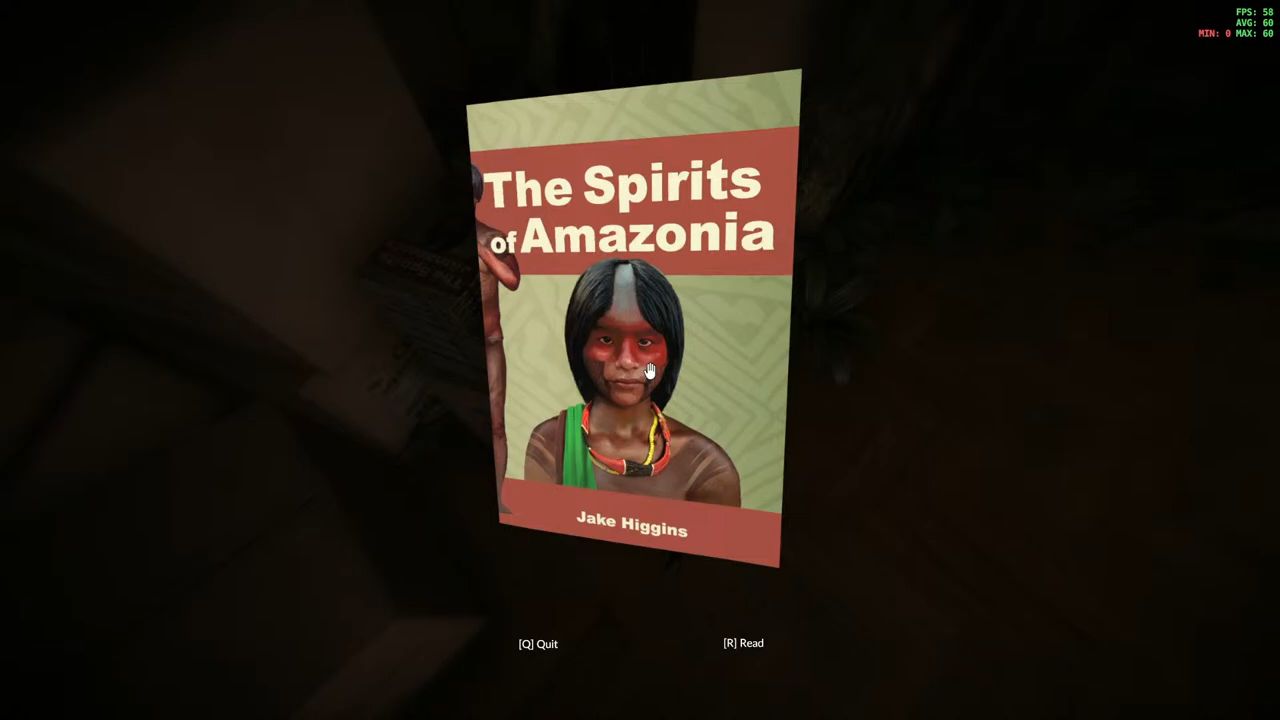 FPS: 58
AVG: 60
MIN: 0 MAX: 60
The Spirits
of Amazonia
Jake Higgins
[Q] Quit
[R] Read